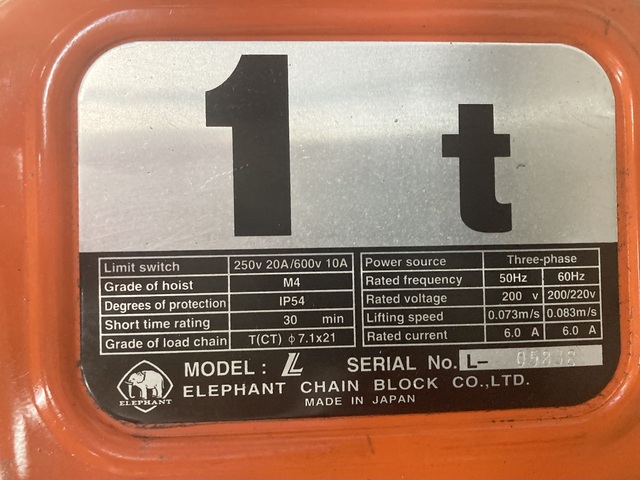 1 t
Limit switch 250v 20A/600v 10A
Grade of hoist M4
Degrees of protection IP54
Short time rating 30 min
Grade of load chain T(CT) φ7.1x21
Power source Three-phase
Rated frequency 50Hz 60Hz
Rated voltage 200 v 200/220v
Lifting speed 0.073m/s 0.083m/s
Rated current 6.0 A 6.0 A
MODEL : L SERIAL No. L-
ELEPHANT
ELEPHANT CHAIN BLOCK CO.,LTD.
MADE IN JAPAN